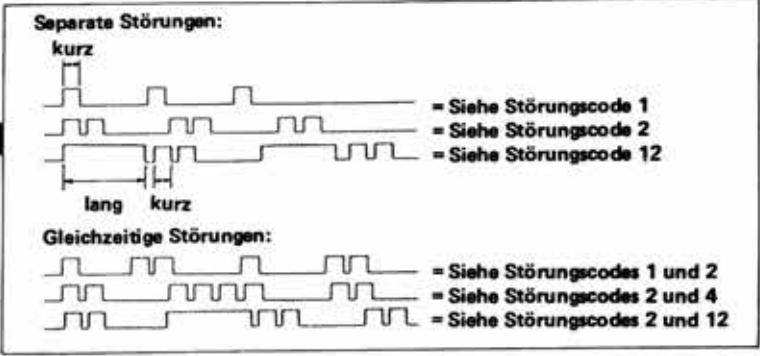 Separate Störungen:
kurz
= Siehe Störungscode 1
= Siehe Störungscode 2
= Siehe Störungscode 12
lang kurz
Gleichzeitige Störungen:
= Siehe Störungscodes 1 und 2
= Siehe Störungscodes 2 und 4
= Siehe Störungscodes 2 und 12